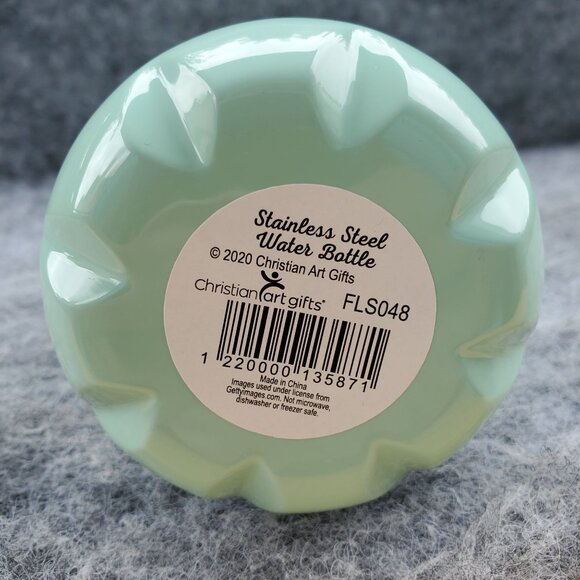 Stainless Steel
Water Bottle
© 2020 Christian Art Gifts
Christian art gifts® FLS048
1 220000 135871
Made in China
Images used under license from
Gettyimages.com. Not microwave,
dishwasher or freezer safe.